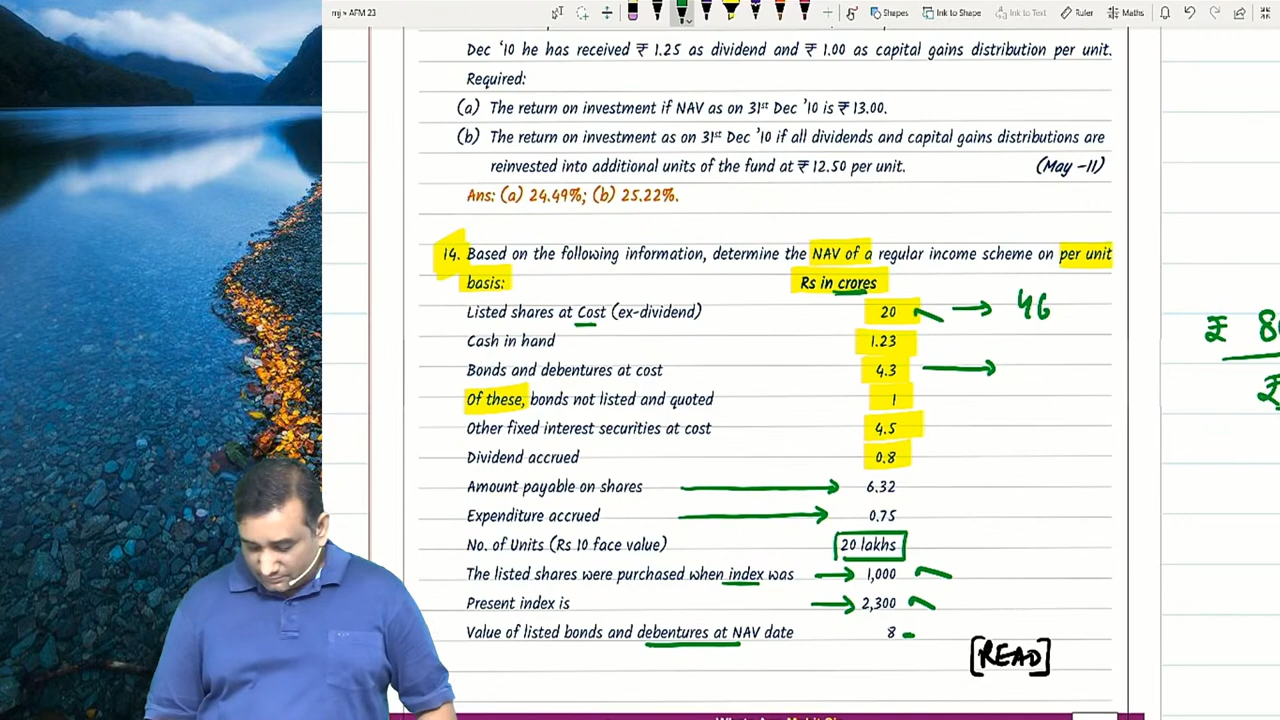 mj » AFM 23
Shapes
Ink to Shape
Ink to Text
Ruler
Maths
Dec '10 he has received ₹ 1.25 as dividend and ₹ 1.00 as capital gains distribution per unit.
Required:
(a) The return on investment if NAV as on 31st Dec '10 is ₹ 13.00.
(b) The return on investment as on 31st Dec '10 if all dividends and capital gains distributions are
reinvested into additional units of the fund at ₹ 12.50 per unit. (May -11)
Ans: (a) 24.49%; (b) 25.22%.
14. Based on the following information, determine the NAV of a regular income scheme on per unit
basis: Rs in crores
Listed shares at Cost (ex-dividend) 20 → 46
Cash in hand 1.23
Bonds and debentures at cost 4.3 →
Of these, bonds not listed and quoted 1
Other fixed interest securities at cost 4.5
Dividend accrued 0.8
Amount payable on shares → 6.32
Expenditure accrued → 0.75
No. of Units (Rs 10 face value) 20 lakhs
The listed shares were purchased when index was → 1,000
Present index is → 2,300
Value of listed bonds and debentures at NAV date 8
[READ]
₹